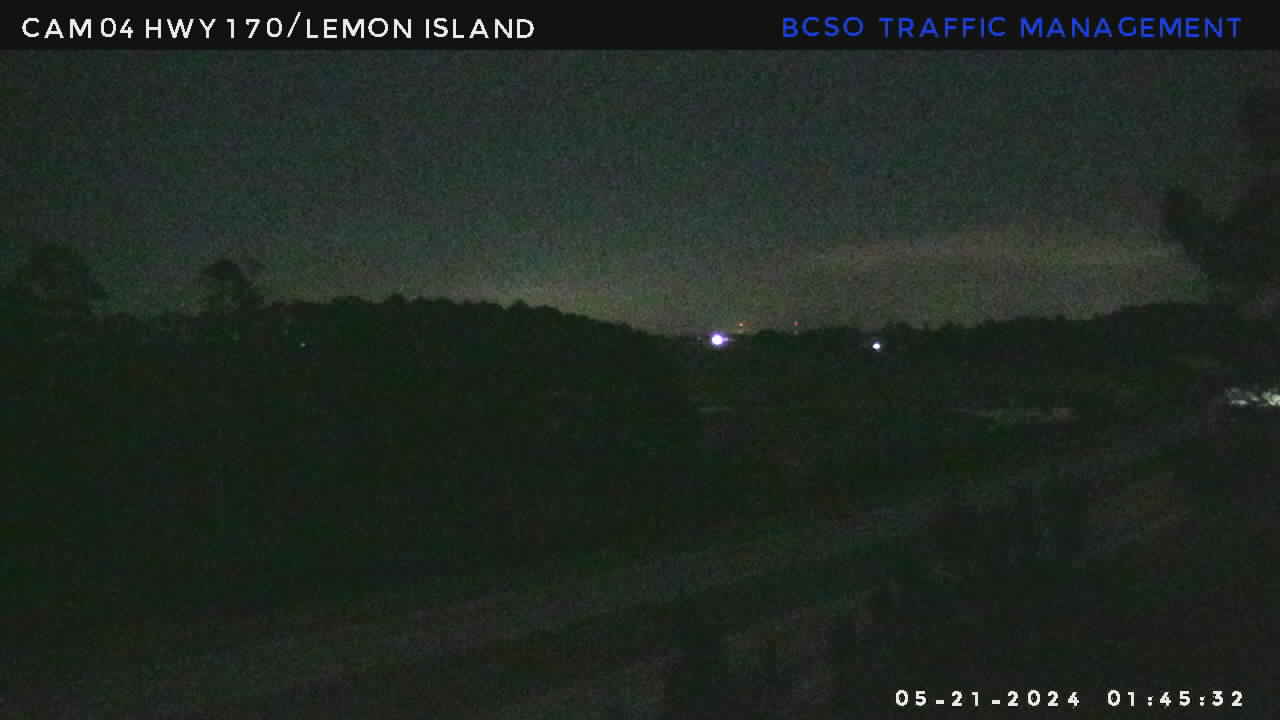 CAM04 HWY 170/LEMON ISLAND
BCSO TRAFFIC MANAGEMENT
05-21-2024 01:45:32